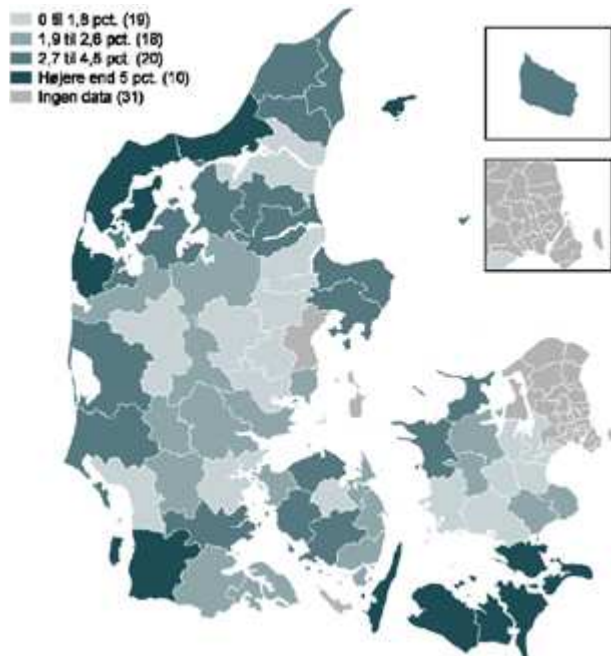 0 til 1,8 pct. (19)
1,9 til 2,6 pct. (18)
2,7 til 4,5 pct. (20)
Højere end 5 pct. (10)
Ingen data (31)